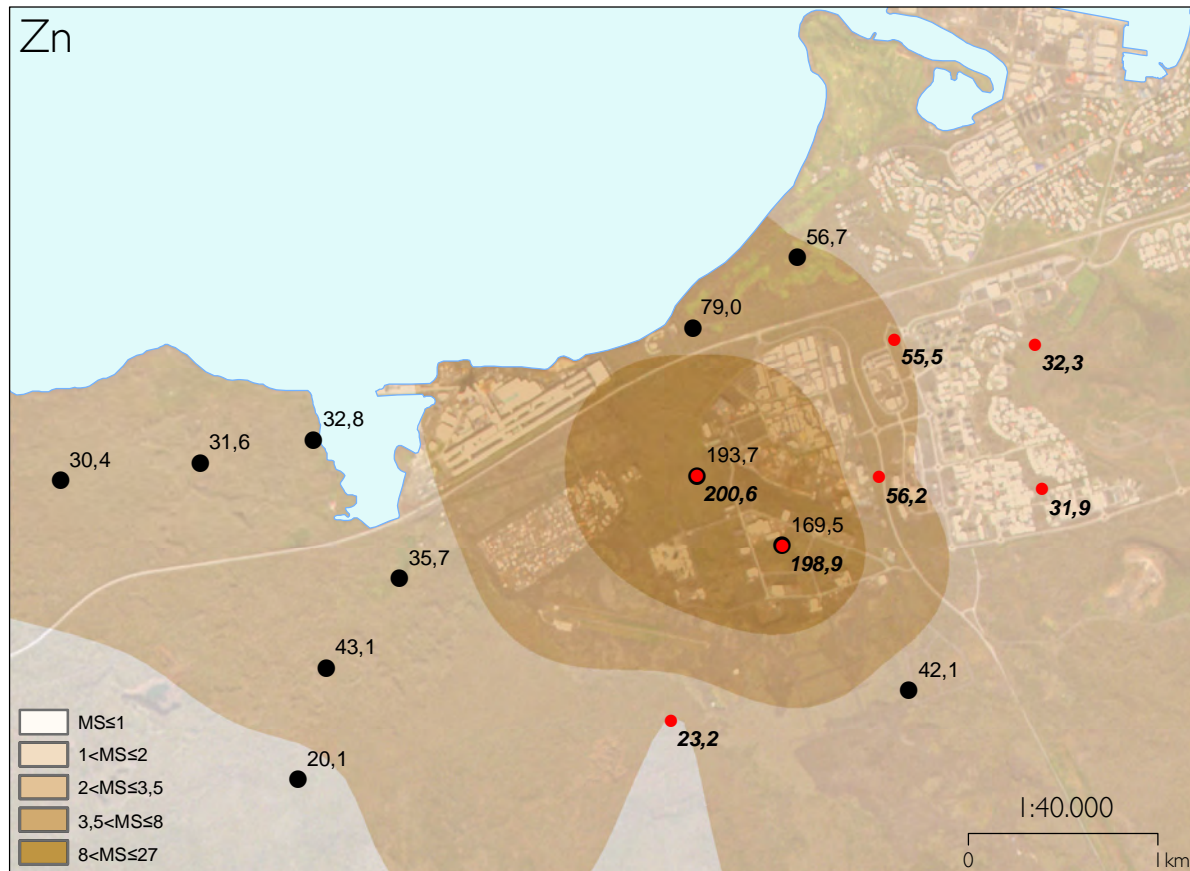 Zn
56,7
79,0
55,5
32,3
32,8
31,6
30,4
193,7
200,6
56,2
31,9
169,5
198,9
35,7
43,1
42,1
23,2
20,1
MS≤1
1<MS≤2
2<MS≤3,5
3,5<MS≤8
8<MS≤27
1:40.000
0 1 km